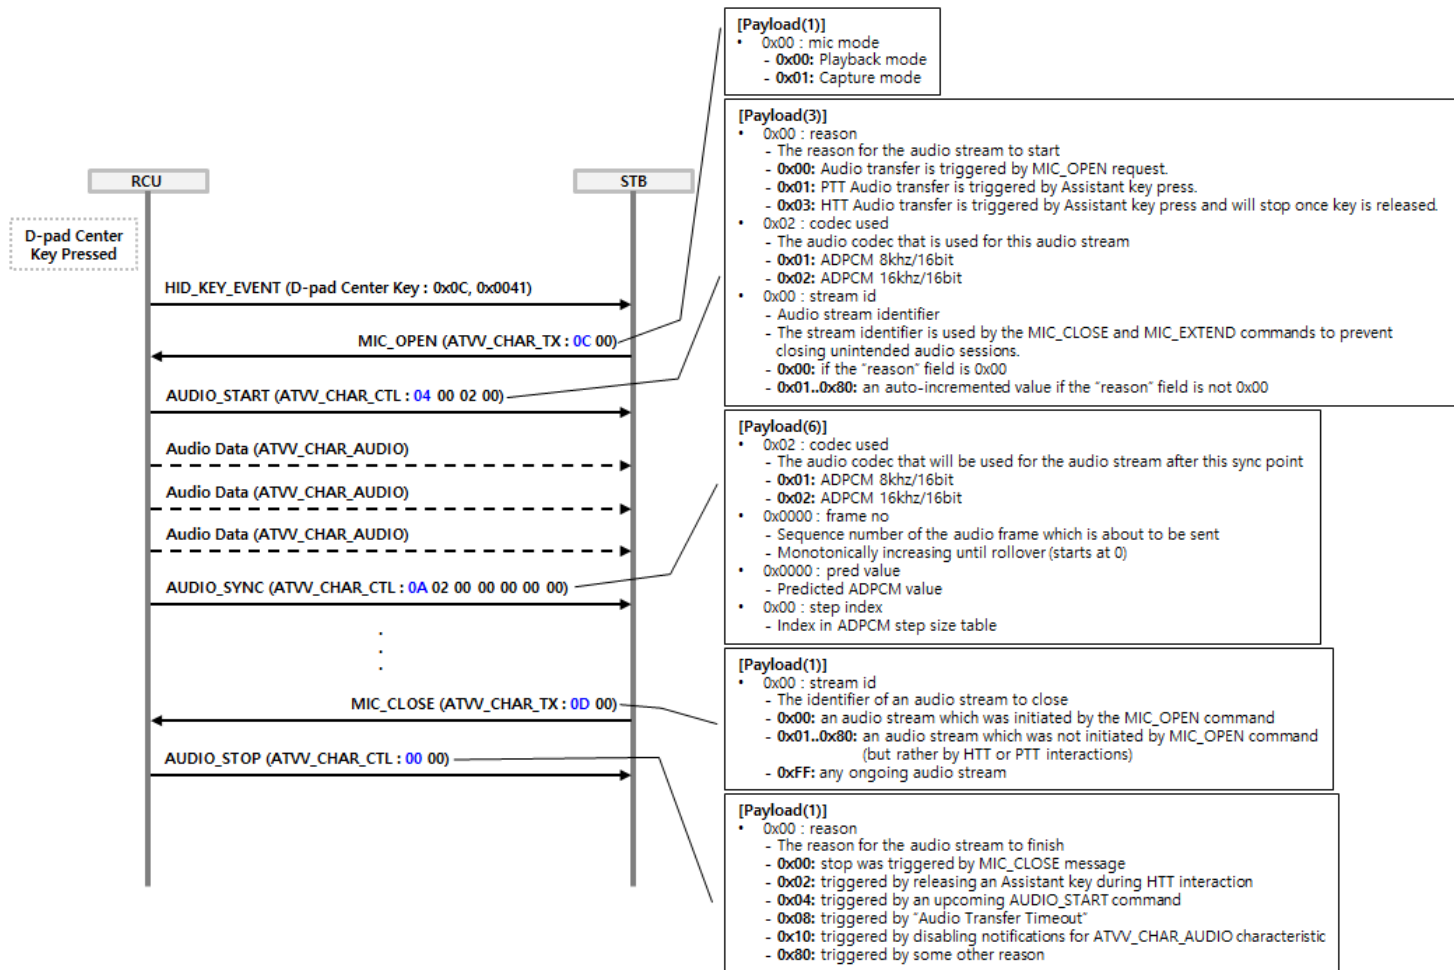 RCU
STB
D-pad Center
Key Pressed
HID_KEY_EVENT (D-pad Center Key : 0x0C, 0x0041)
MIC_OPEN (ATVV_CHAR_TX : 0C 00)
AUDIO_START (ATVV_CHAR_CTL : 04 00 02 00)
Audio Data (ATVV_CHAR_AUDIO)
Audio Data (ATVV_CHAR_AUDIO)
Audio Data (ATVV_CHAR_AUDIO)
AUDIO_SYNC (ATVV_CHAR_CTL : 0A 02 00 00 00 00 00)
.
.
.
MIC_CLOSE (ATVV_CHAR_TX : 0D 00)
AUDIO_STOP (ATVV_CHAR_CTL : 00 00)
[Payload(1)]
• 0x00 : mic mode
- 0x00: Playback mode
- 0x01: Capture mode
[Payload(3)]
• 0x00 : reason
- The reason for the audio stream to start
- 0x00: Audio transfer is triggered by MIC_OPEN request.
- 0x01: PTT Audio transfer is triggered by Assistant key press.
- 0x03: HTT Audio transfer is triggered by Assistant key press and will stop once key is released.
• 0x02 : codec used
- The audio codec that is used for this audio stream
- 0x01: ADPCM 8khz/16bit
- 0x02: ADPCM 16khz/16bit
• 0x00 : stream id
- Audio stream identifier
- The stream identifier is used by the MIC_CLOSE and MIC_EXTEND commands to prevent
closing unintended audio sessions.
- 0x00: if the "reason" field is 0x00
- 0x01..0x80: an auto-incremented value if the "reason" field is not 0x00
[Payload(6)]
• 0x02 : codec used
- The audio codec that will be used for the audio stream after this sync point
- 0x01: ADPCM 8khz/16bit
- 0x02: ADPCM 16khz/16bit
• 0x0000 : frame no
- Sequence number of the audio frame which is about to be sent
- Monotonically increasing until rollover (starts at 0)
• 0x0000 : pred value
- Predicted ADPCM value
• 0x00 : step index
- Index in ADPCM step size table
[Payload(1)]
• 0x00 : stream id
- The identifier of an audio stream to close
- 0x00: an audio stream which was initiated by the MIC_OPEN command
- 0x01..0x80: an audio stream which was not initiated by MIC_OPEN command
(but rather by HTT or PTT interactions)
- 0xFF: any ongoing audio stream
[Payload(1)]
• 0x00 : reason
- The reason for the audio stream to finish
- 0x00: stop was triggered by MIC_CLOSE message
- 0x02: triggered by releasing an Assistant key during HTT interaction
- 0x04: triggered by an upcoming AUDIO_START command
- 0x08: triggered by "Audio Transfer Timeout"
- 0x10: triggered by disabling notifications for ATVV_CHAR_AUDIO characteristic
- 0x80: triggered by some other reason